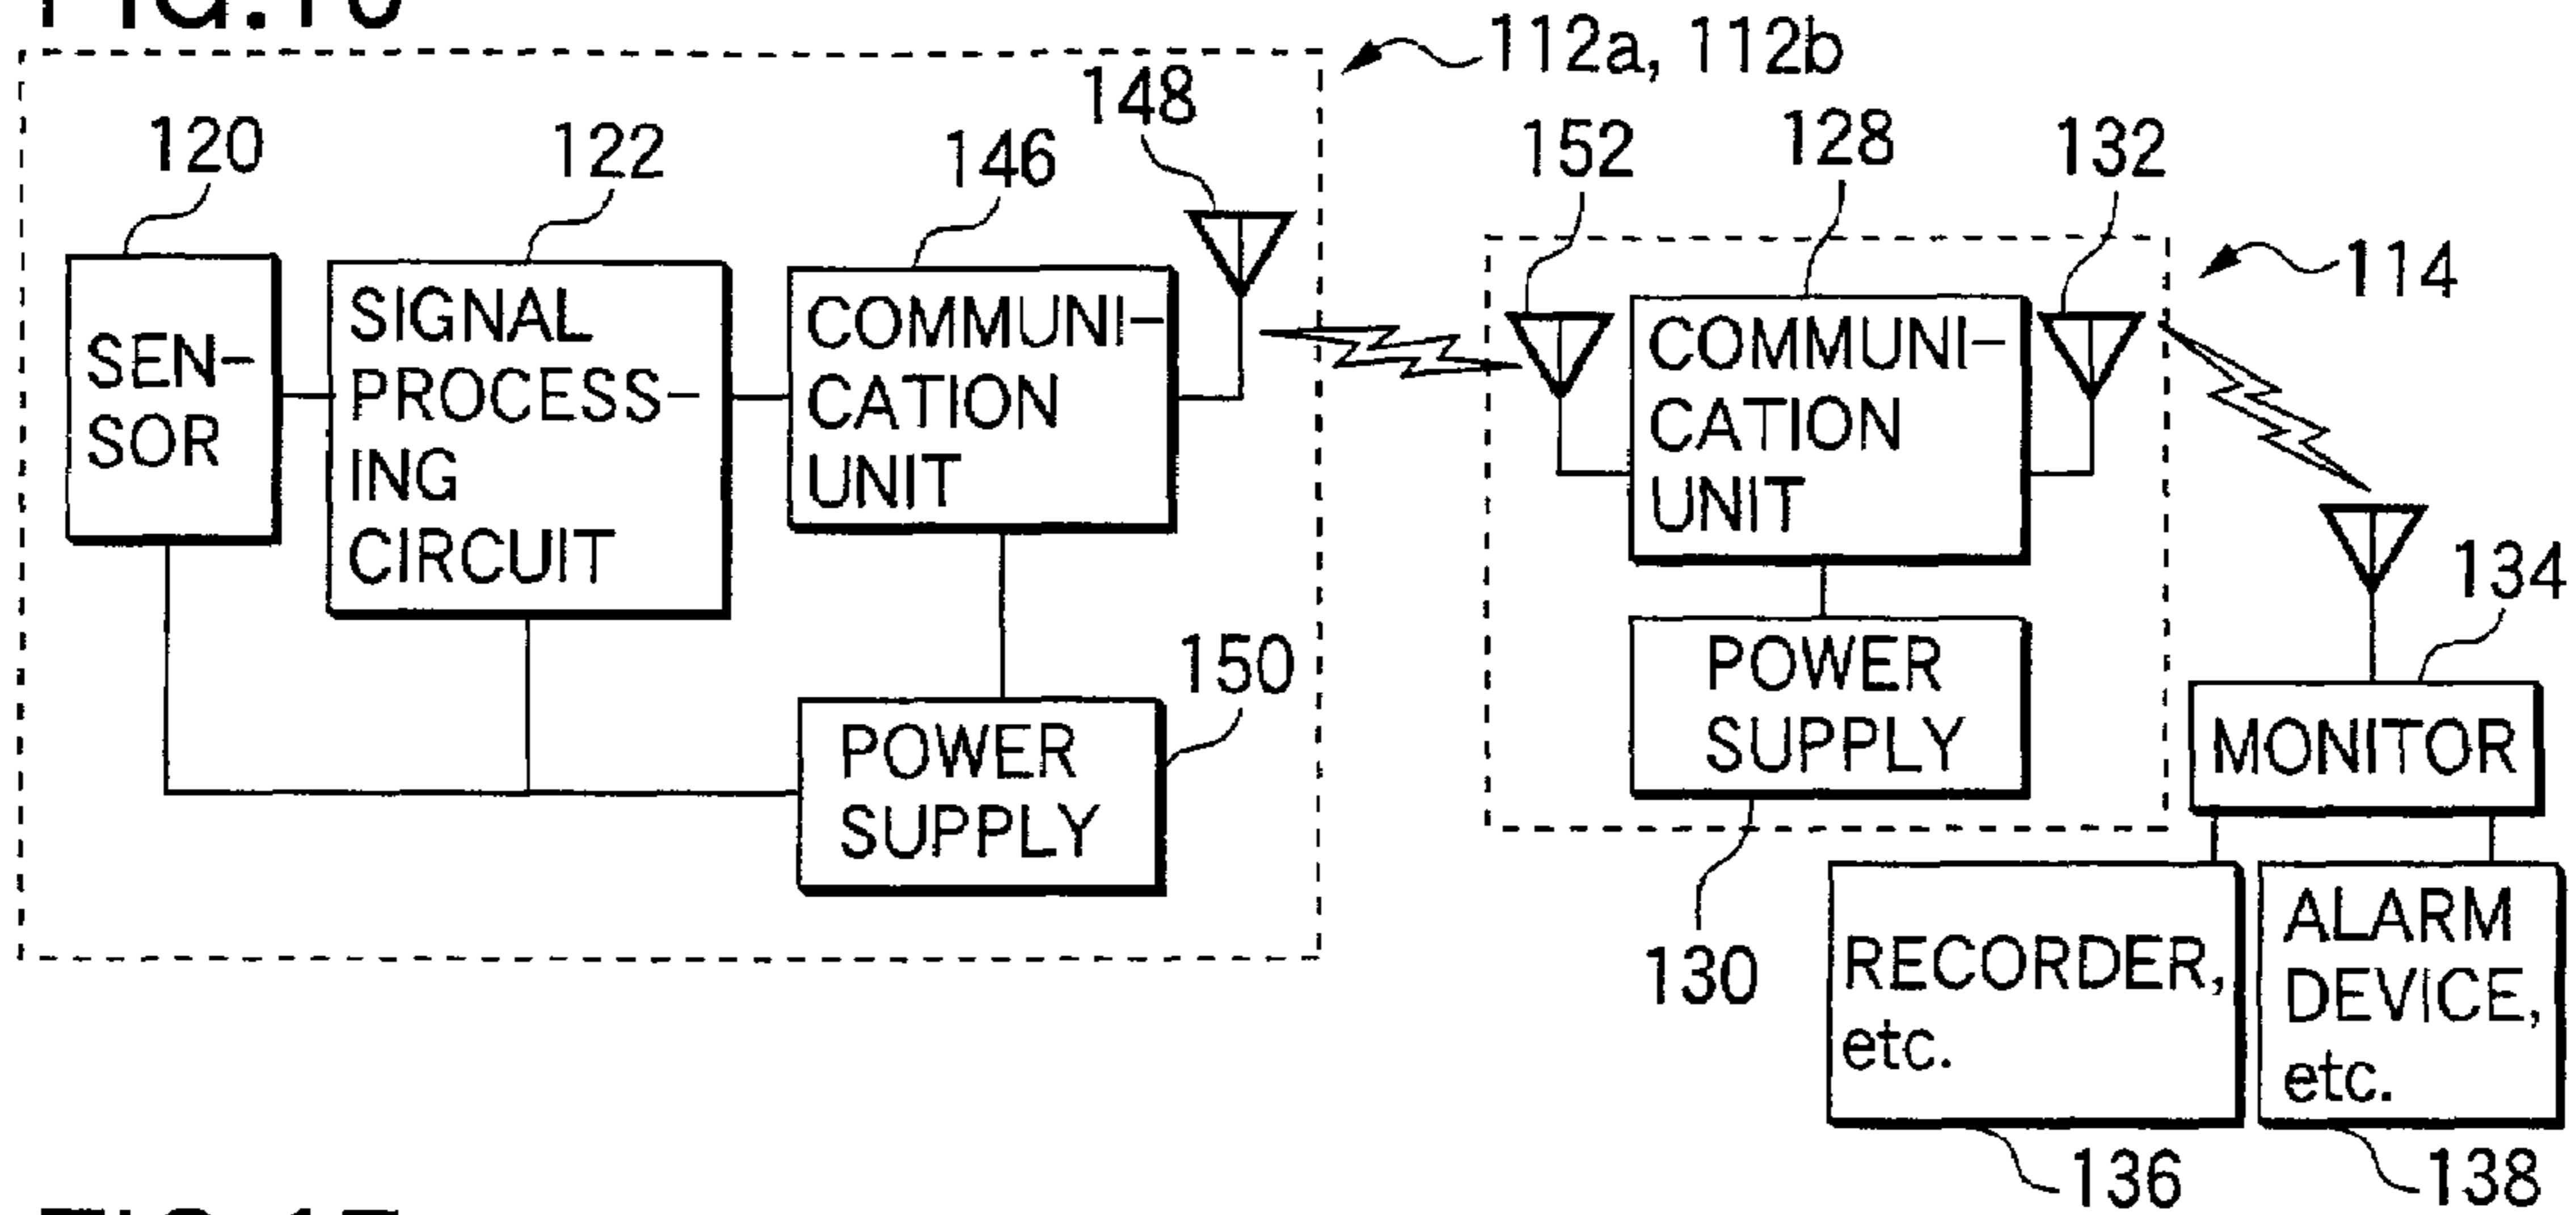 112a, 112b
148
120
122
146
152
128
132
114
SEN-
SOR
SIGNAL
PROCESS-
ING
CIRCUIT
COMMUNI-
CATION
UNIT
COMMUNI-
CATION
UNIT
134
150
POWER
SUPPLY
POWER
SUPPLY
MONITOR
130
RECORDER,
etc.
ALARM
DEVICE,
etc.
136
138